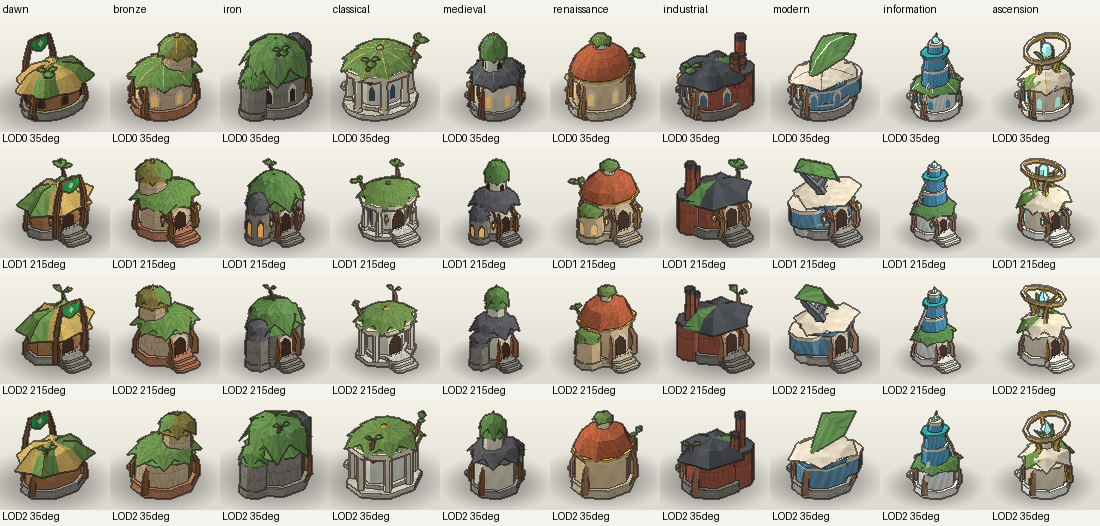 dawn bronze iron classical medieval renaissance industrial modern information ascension
LOD0 35deg LOD0 35deg LOD0 35deg LOD0 35deg LOD0 35deg LOD0 35deg LOD0 35deg LOD0 35deg LOD0 35deg LOD0 35deg
LOD1 215deg LOD1 215deg LOD1 215deg LOD1 215deg LOD1 215deg LOD1 215deg LOD1 215deg LOD1 215deg LOD1 215deg LOD1 215deg
LOD2 215deg LOD2 215deg LOD2 215deg LOD2 215deg LOD2 215deg LOD2 215deg LOD2 215deg LOD2 215deg LOD2 215deg LOD2 215deg
LOD2 35deg LOD2 35deg LOD2 35deg LOD2 35deg LOD2 35deg LOD2 35deg LOD2 35deg LOD2 35deg LOD2 35deg LOD2 35deg